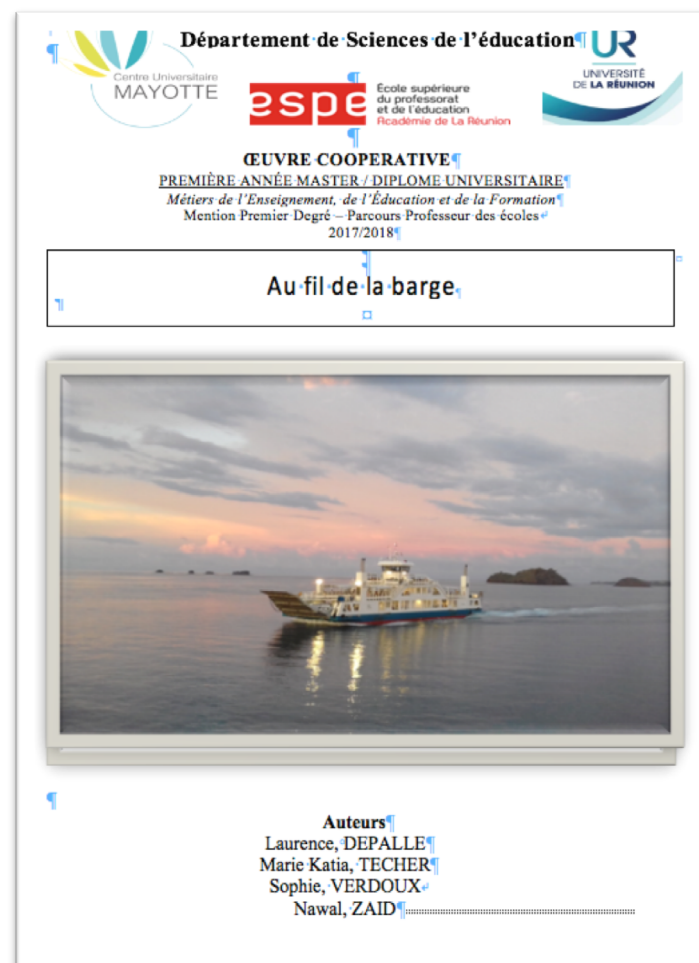 Département de Sciences de l'éducation
Centre Universitaire
MAYOTTE
espe
École supérieure
du professorat
et de l'éducation
Académie de La Réunion
UR
UNIVERSITÉ
DE LA RÉUNION
ŒUVRE COOPERATIVE
PREMIÈRE ANNÉE MASTER / DIPLOME UNIVERSITAIRE
Métiers de l'Enseignement, de l'Éducation et de la Formation
Mention Premier Degré – Parcours Professeur des écoles
2017/2018
Au fil de la barge
Auteurs
Laurence, DEPALLE
Marie Katia, TECHER
Sophie, VERDOUX
Nawal, ZAID